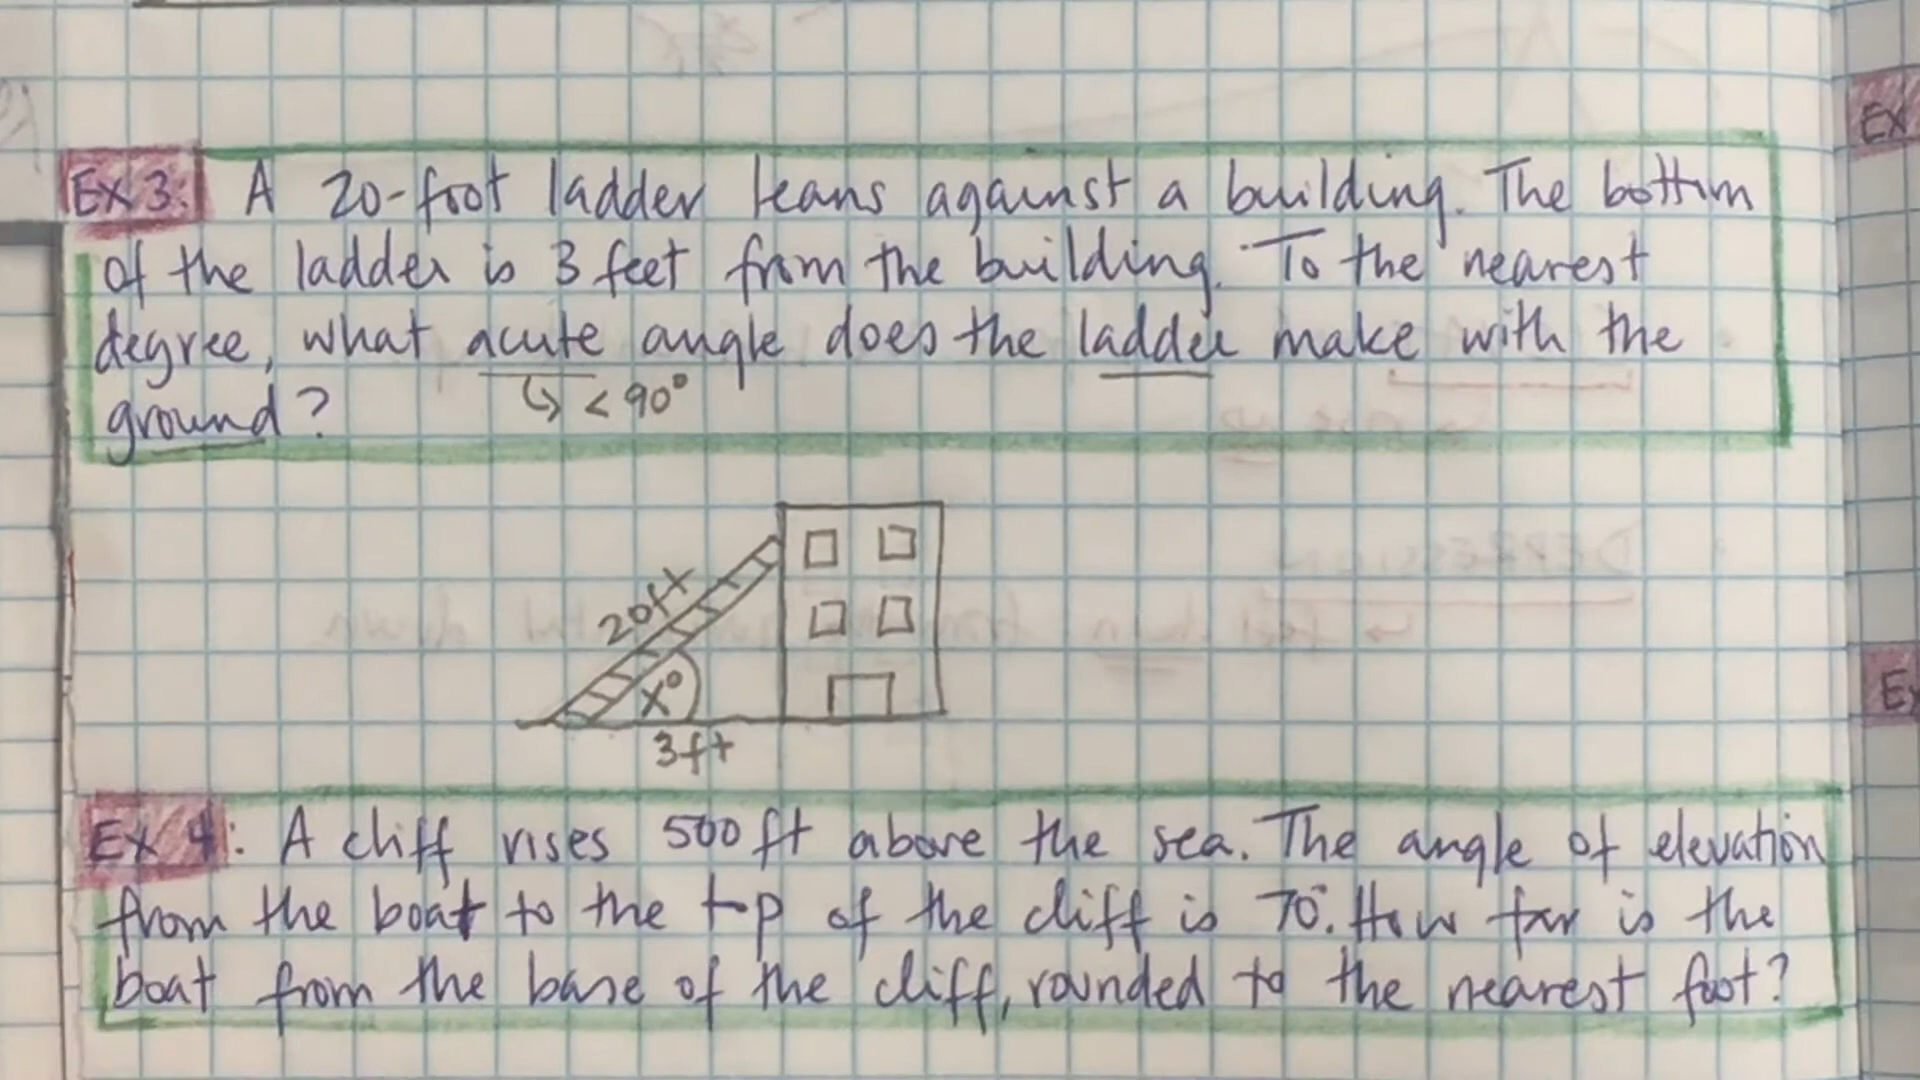 Ex 3: A 20-foot ladder leans against a building. The bottom
of the ladder is 3 feet from the building. To the nearest
degree, what acute angle does the ladder make with the
ground? ↳ < 90°
20ft
x°
3ft
Ex 4: A cliff rises 500 ft above the sea. The angle of elevation
from the boat to the top of the cliff is 70°. How far is the
boat from the base of the cliff, rounded to the nearest foot?
Ex
Ex
DEPRESSION